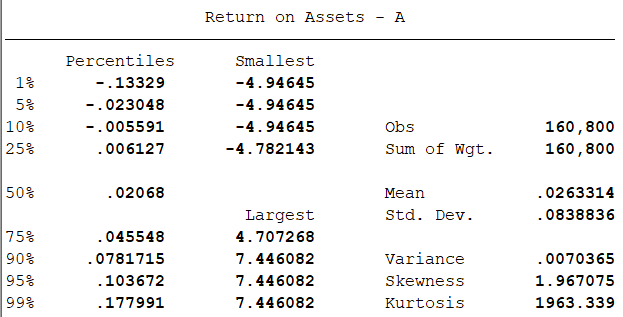 Return on Assets - A
Percentiles Smallest
1% -.13329 -4.94645
5% -.023048 -4.94645
10% -.005591 -4.94645 Obs 160,800
25% .006127 -4.782143 Sum of Wgt. 160,800
50% .02068 Mean .0263314
Largest Std. Dev. .0838836
75% .045548 4.707268
90% .0781715 7.446082 Variance .0070365
95% .103672 7.446082 Skewness 1.967075
99% .177991 7.446082 Kurtosis 1963.339